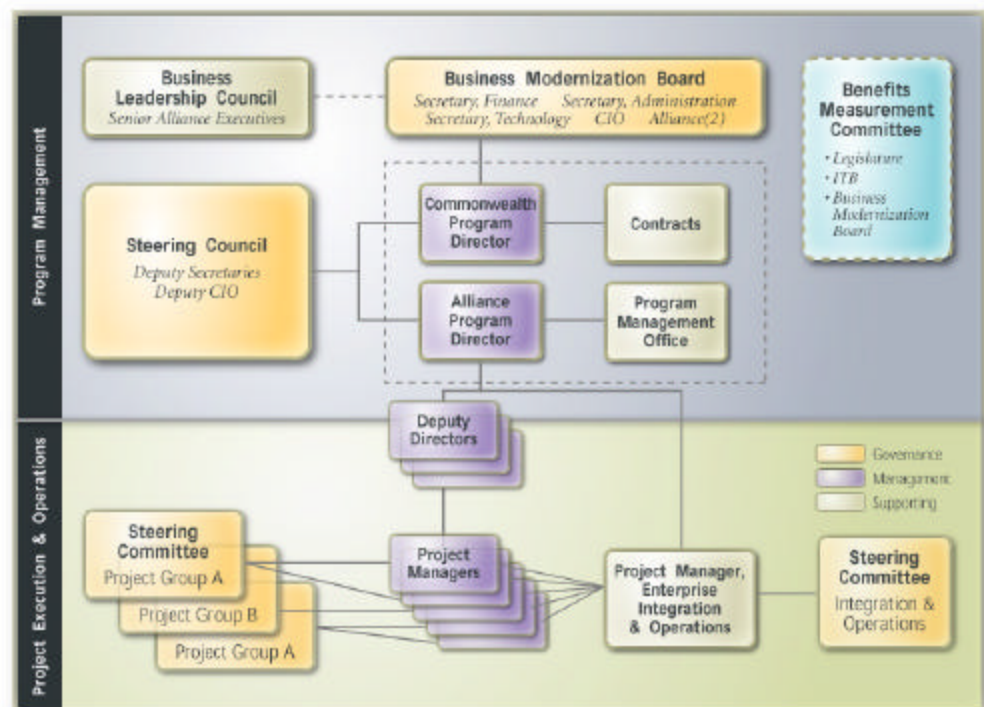 Program Management
Business
Leadership Council
Senior Alliance Executives
Business Modernization Board
Secretary, Finance Secretary, Administration
Secretary, Technology CIO Alliance(2)
Benefits
Measurement
Committee
• Legislature
• ITB
• Business
Modernization
Board
Steering Council
Deputy Secretaries
Deputy CIO
Commonwealth
Program
Director
Contracts
Alliance
Program
Director
Program
Management
Office
Project Execution & Operations
Deputy
Directors
Governance
Management
Supporting
Steering
Committee
Project Group A
Project Group B
Project Group A
Project
Managers
Project Manager,
Enterprise
Integration
& Operations
Steering
Committee
Integration &
Operations